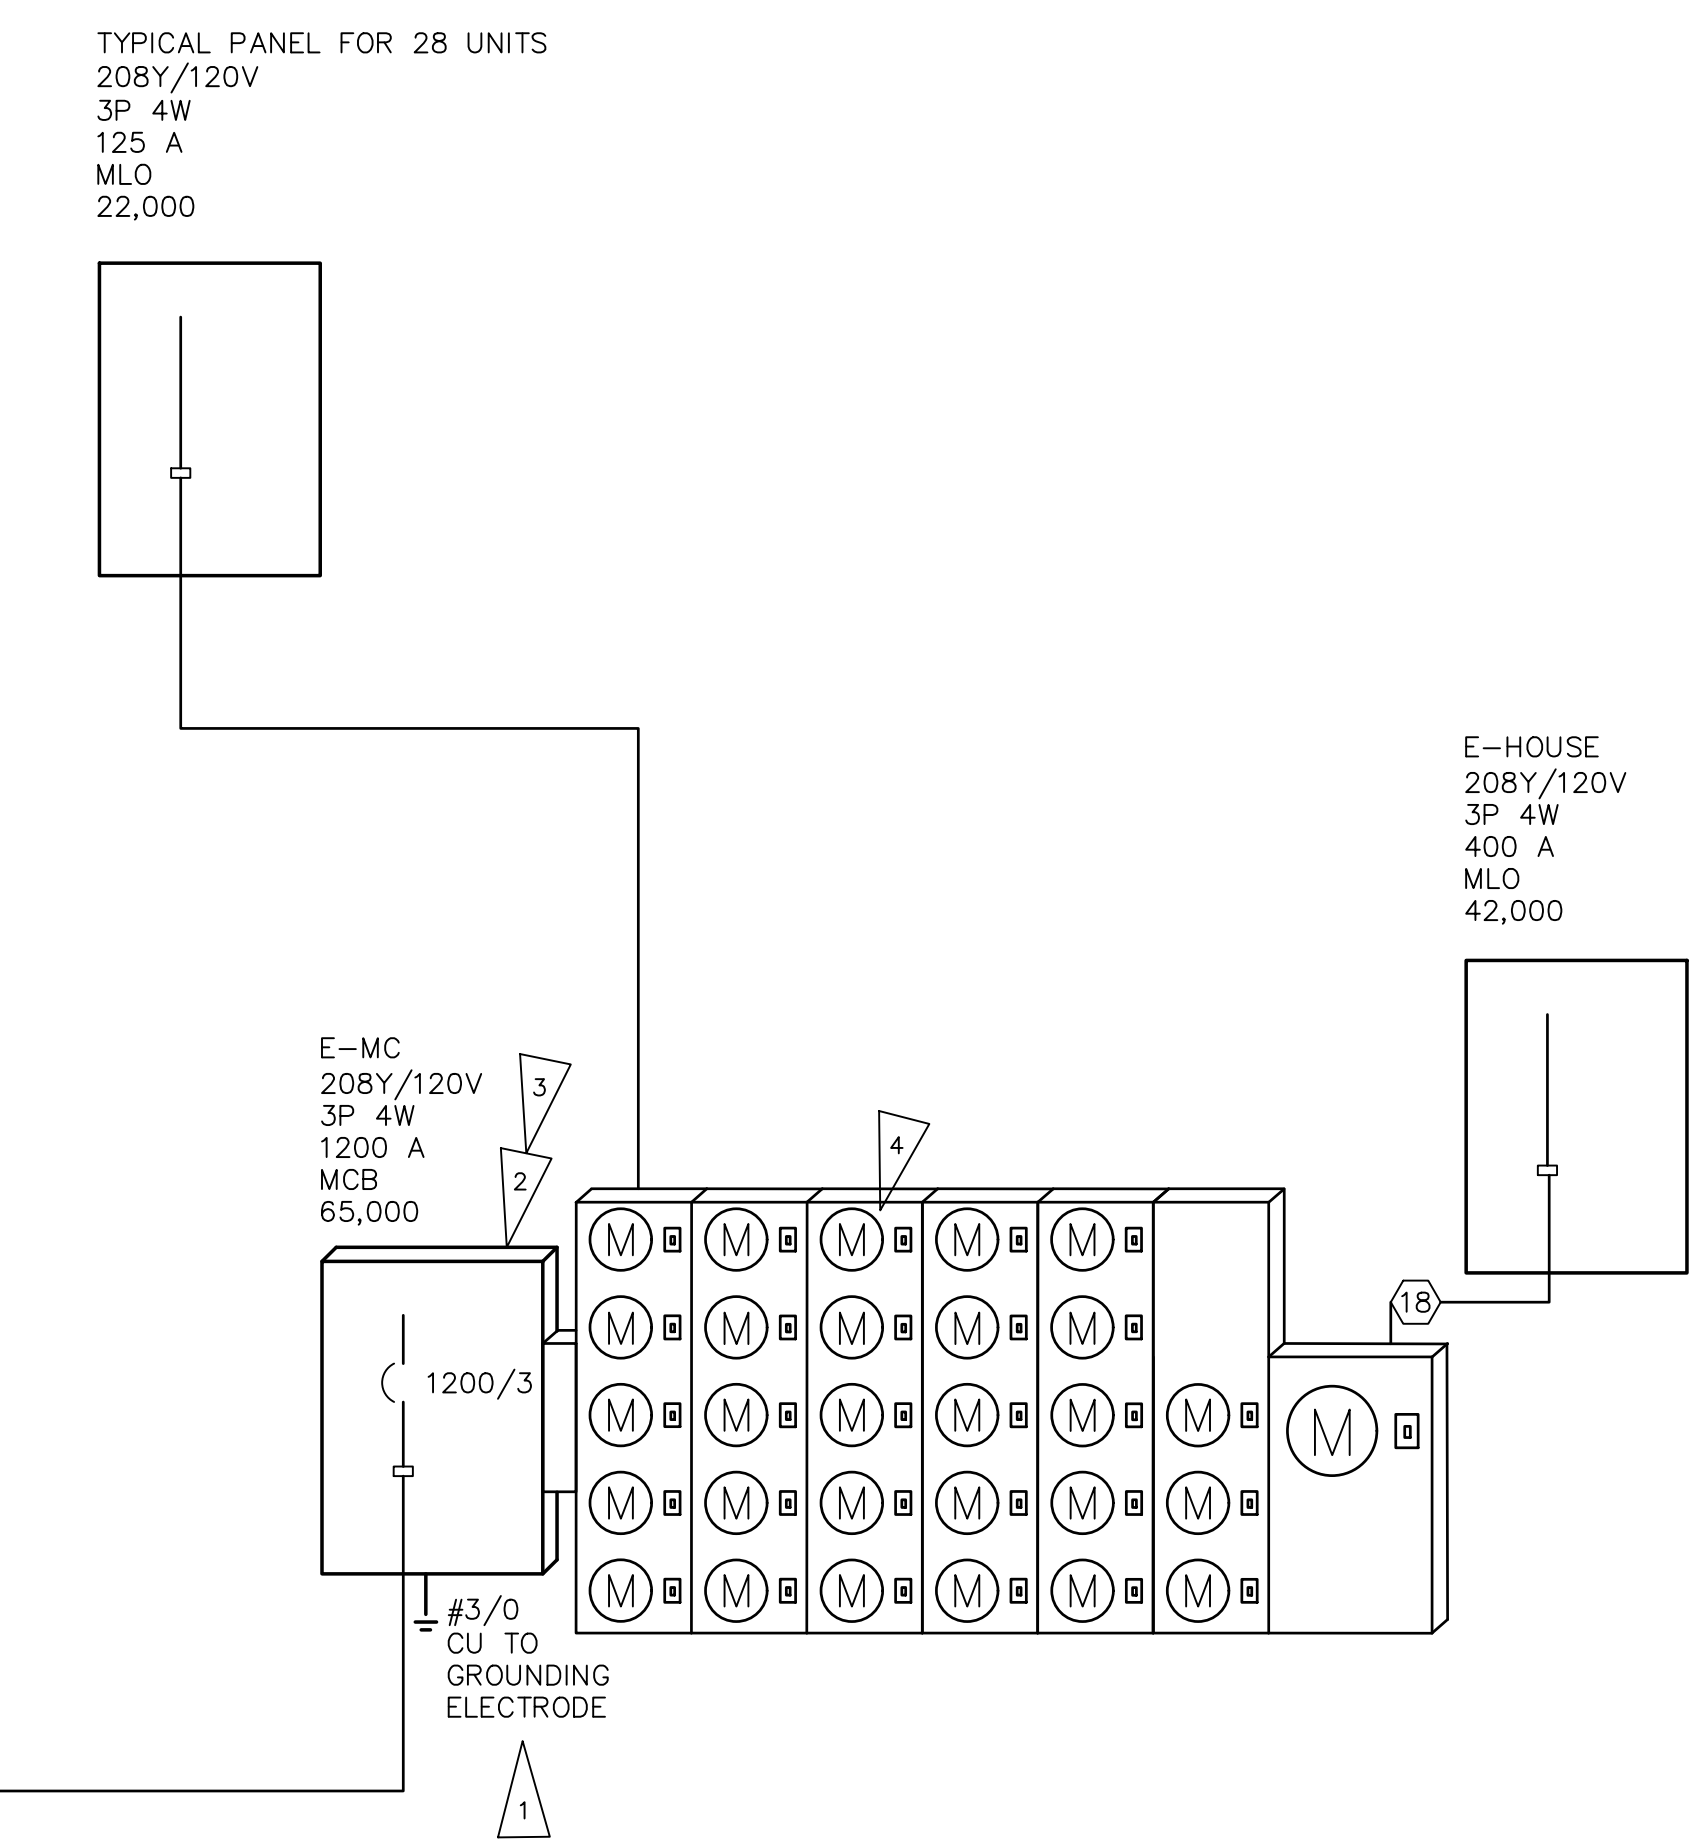 TYPICAL PANEL FOR 28 UNITS
208Y/120V
3P 4W
125 A
MLO
22,000
E-HOUSE
208Y/120V
3P 4W
400 A
MLO
42,000
E-MC
208Y/120V
3P 4W
1200 A
MCB
65,000
3
2
4
M M M M M
18
M M M M M
1200/3
M M M M M M
M
M M M M M M
M M M M M M
#3/0
CU TO
GROUNDING
ELECTRODE
1